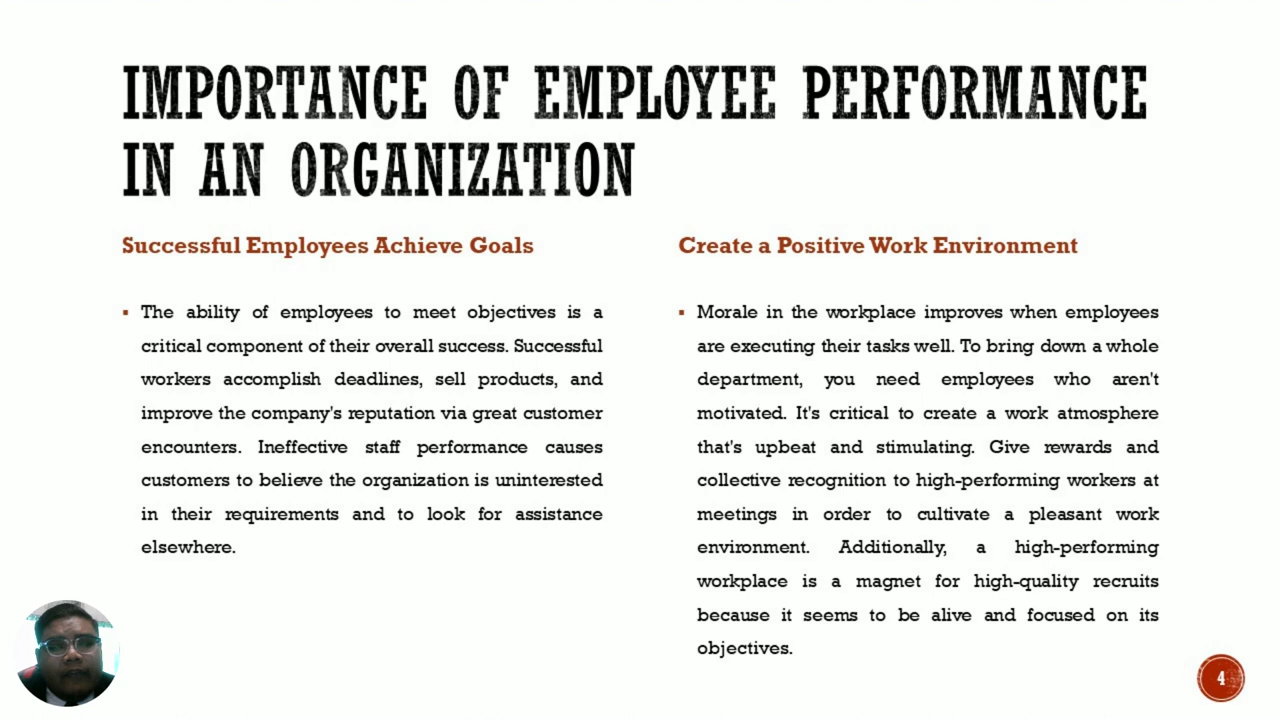 IMPORTANCE OF EMPLOYEE PERFORMANCE
IN AN ORGANIZATION
Successful Employees Achieve Goals
▪ The ability of employees to meet objectives is a
critical component of their overall success. Successful
workers accomplish deadlines, sell products, and
improve the company's reputation via great customer
encounters. Ineffective staff performance causes
customers to believe the organization is uninterested
in their requirements and to look for assistance
elsewhere.
Create a Positive Work Environment
▪ Morale in the workplace improves when employees
are executing their tasks well. To bring down a whole
department, you need employees who aren't
motivated. It's critical to create a work atmosphere
that's upbeat and stimulating. Give rewards and
collective recognition to high-performing workers at
meetings in order to cultivate a pleasant work
environment. Additionally, a high-performing
workplace is a magnet for high-quality recruits
because it seems to be alive and focused on its
objectives.
4